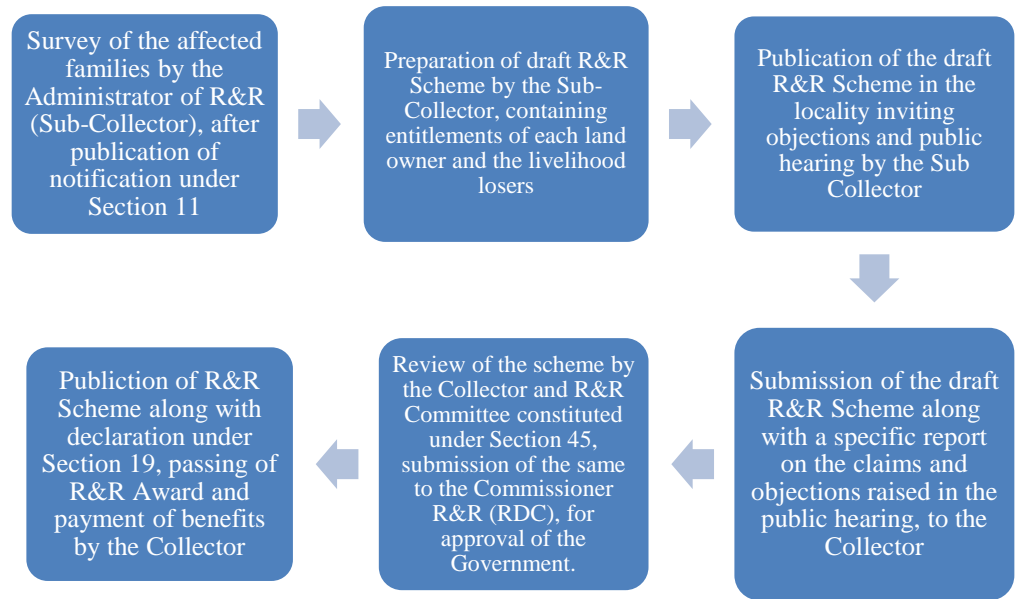 Survey of the affected
families by the
Administrator of R&R
(Sub-Collector), after
publication of
notification under
Section 11
Preparation of draft R&R
Scheme by the Sub-
Collector, containing
entitlements of each land
owner and the livelihood
losers
Publication of the draft
R&R Scheme in the
locality inviting
objections and public
hearing by the Sub
Collector
Submission of the draft
R&R Scheme along
with a specific report
on the claims and
objections raised in the
public hearing, to the
Collector
Review of the scheme by
the Collector and R&R
Committee constituted
under Section 45,
submission of the same
to the Commissioner
R&R (RDC), for
approval of the
Government.
Publiction of R&R
Scheme along with
declaration under
Section 19, passing of
R&R Award and
payment of benefits
by the Collector